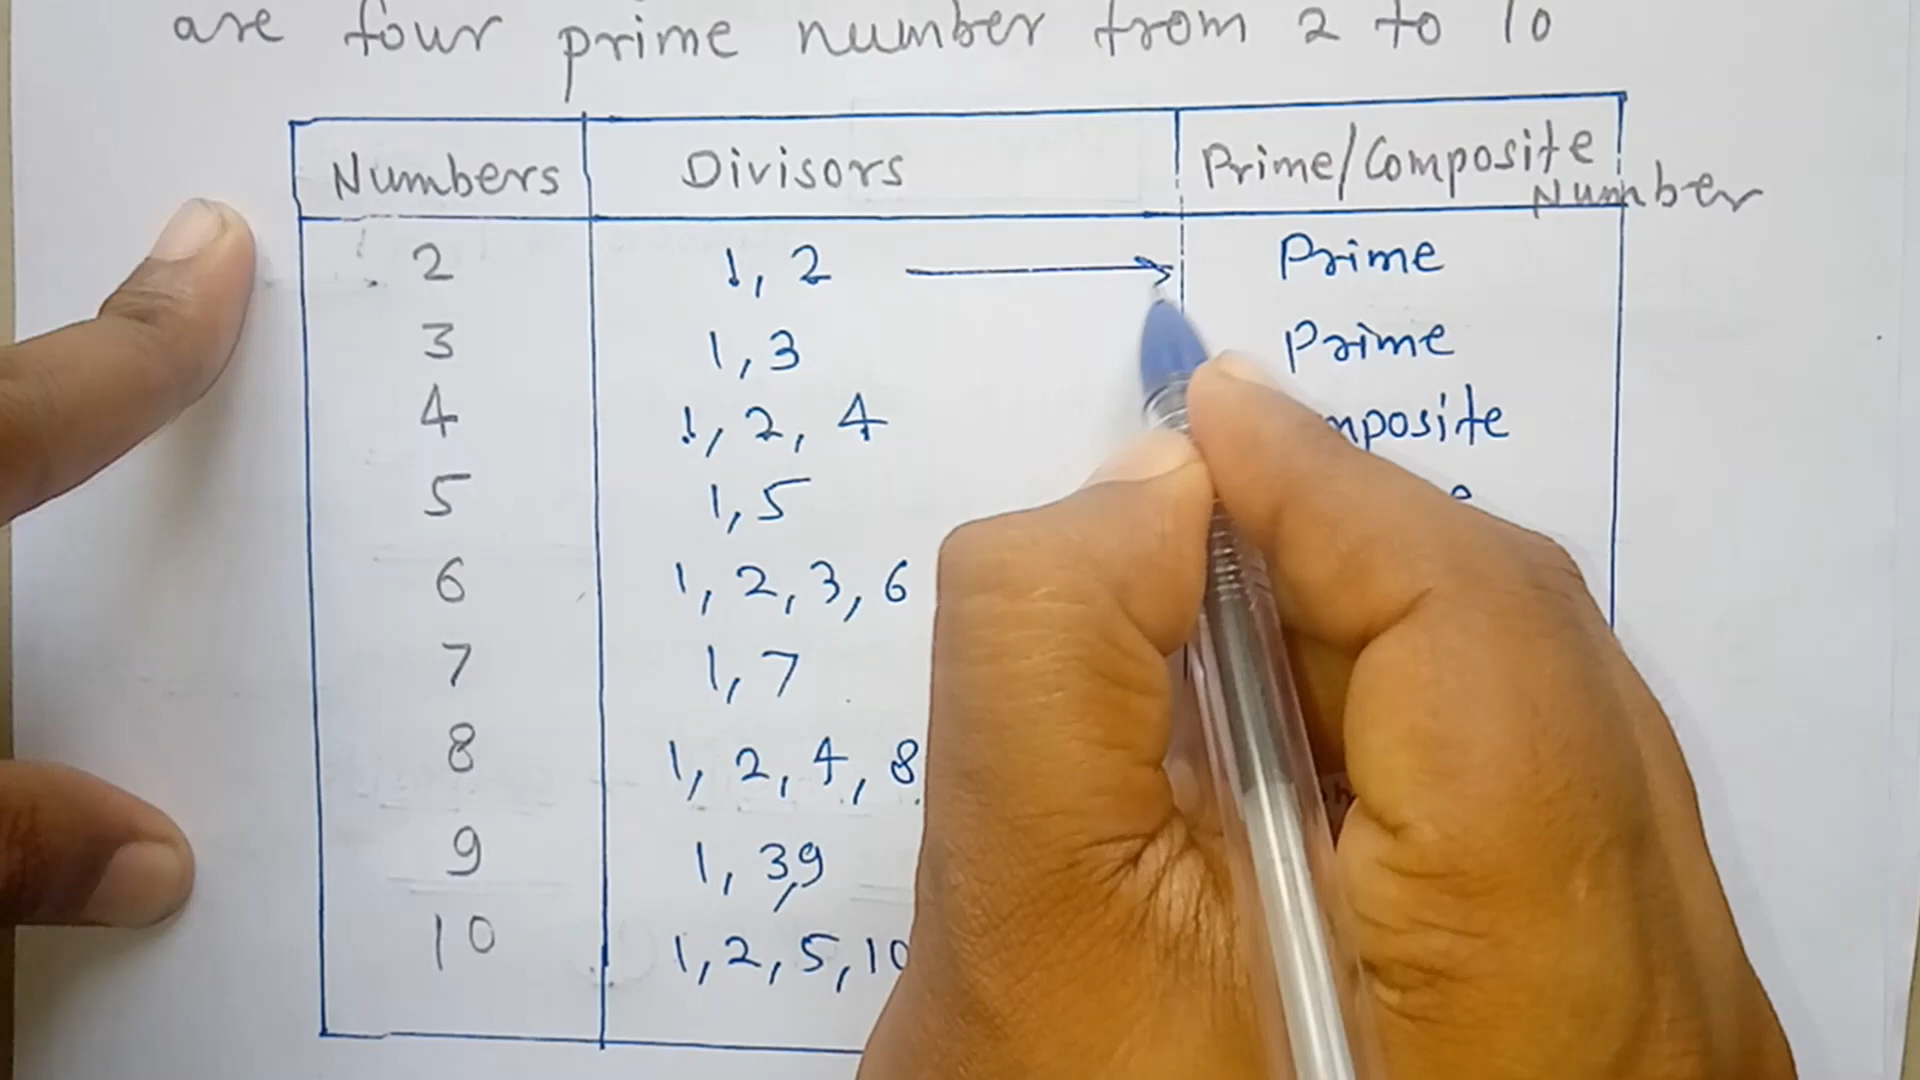 are four prime number from 2 to 10
Numbers Divisors Prime/Composite Number
2 1, 2 Prime
3 1,3 Prime
4 1, 2, 4
5 1,5
6 1, 2, 3, 6
7 1, 7
8 1, 2, 4, 8
9 1, 3,9
10 1, 2, 5, 10